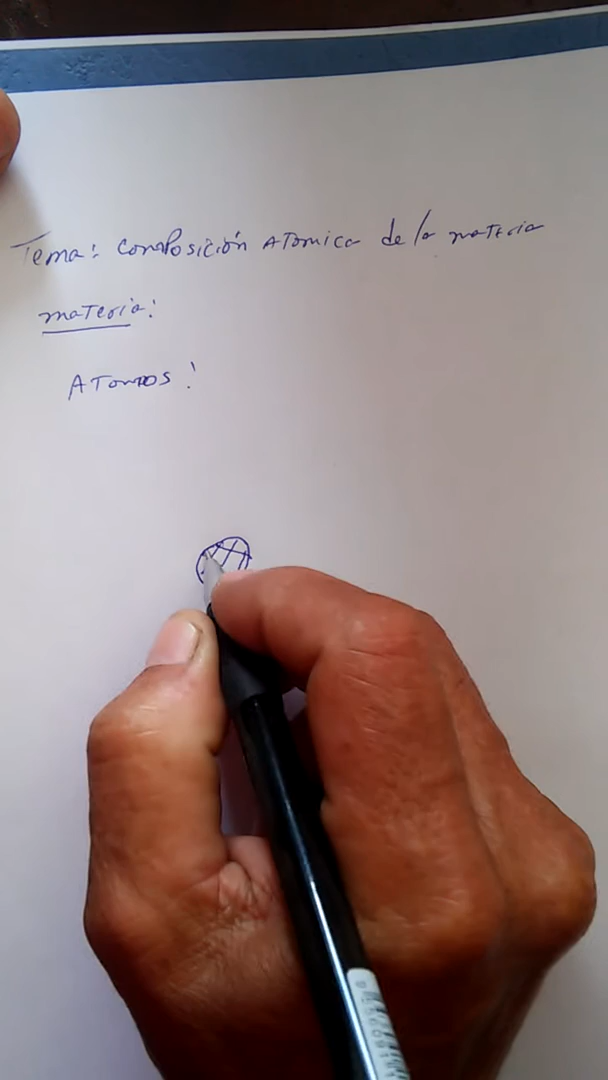 Tema: composición ATomica de la materia
materia:
ATomos: